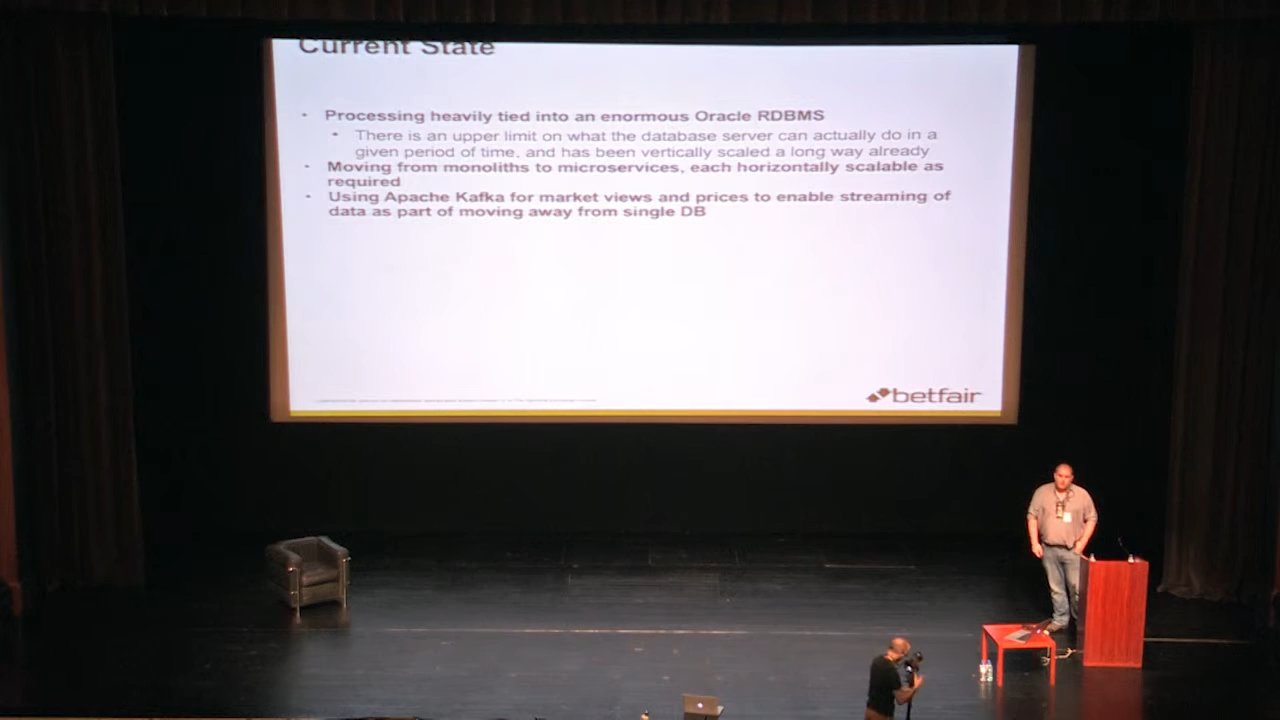 Current State
• Processing heavily tied into an enormous Oracle RDBMS
• There is an upper limit on what the database server can actually do in a
given period of time, and has been vertically scaled a long way already
• Moving from monoliths to microservices, each horizontally scalable as
required
• Using Apache Kafka for market views and prices to enable streaming of
data as part of moving away from single DB
betfair